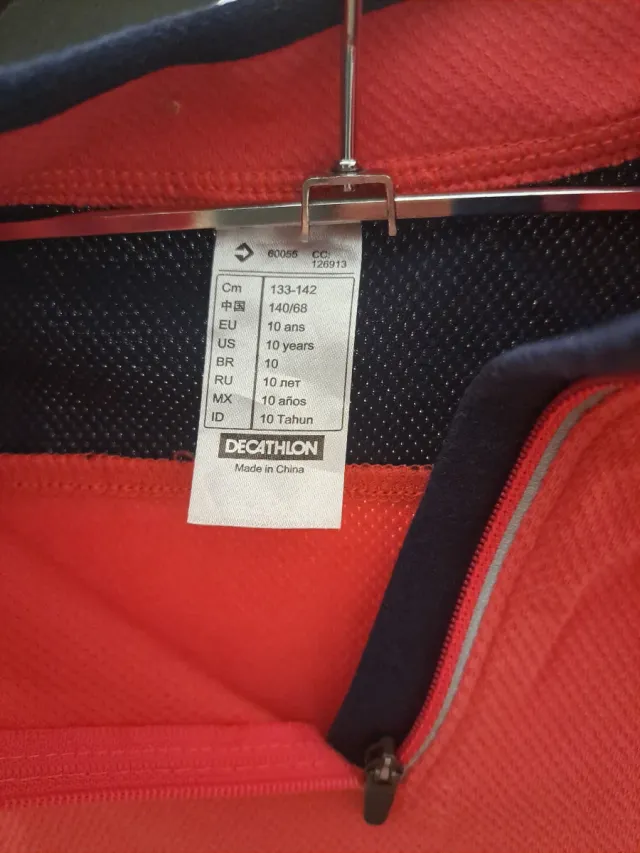 60055 CC:
126913
Cm 133-142
中国 140/68
EU 10 ans
US 10 years
BR 10
RU 10 лет
MX 10 años
ID 10 Tahun
DECATHLON
Made in China